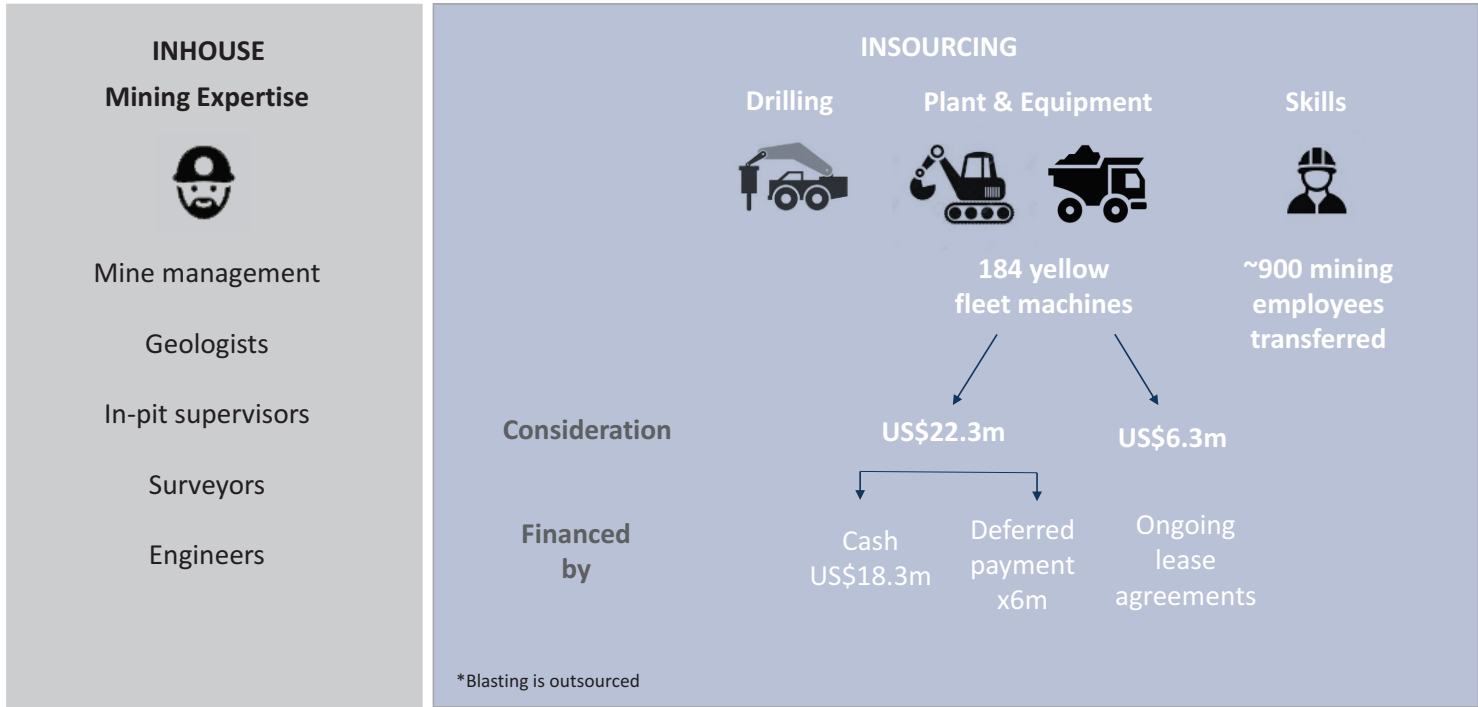 INHOUSE
Mining Expertise
Mine management
Geologists
In-pit supervisors
Surveyors
Engineers
INSOURCING
Drilling
Plant & Equipment
Skills
184 yellow
fleet machines
~900 mining
employees
transferred
Consideration
US$22.3m
US$6.3m
Financed
by
Cash
US$18.3m
Deferred
payment
x6m
Ongoing
lease
agreements
*Blasting is outsourced